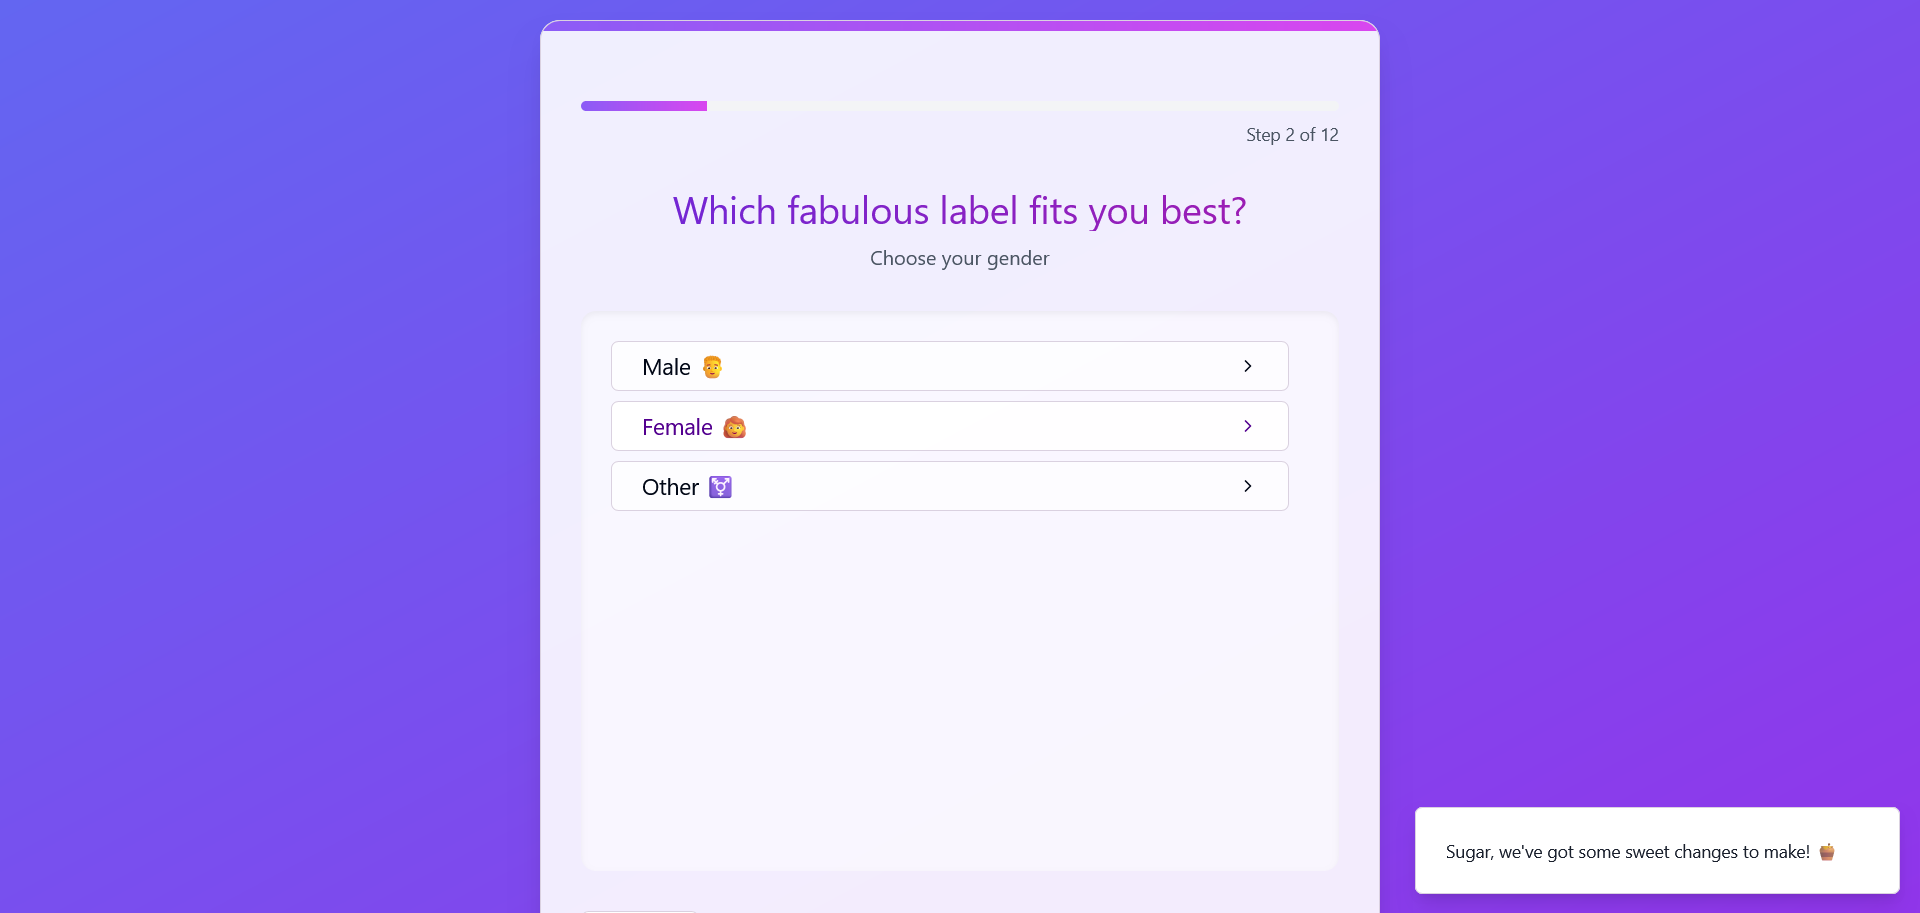 Step 2 of 12
Which fabulous label fits you best?
Choose your gender
Male 👨
Female 👩
Other ⚧️
Sugar, we've got some sweet changes to make! 🍯